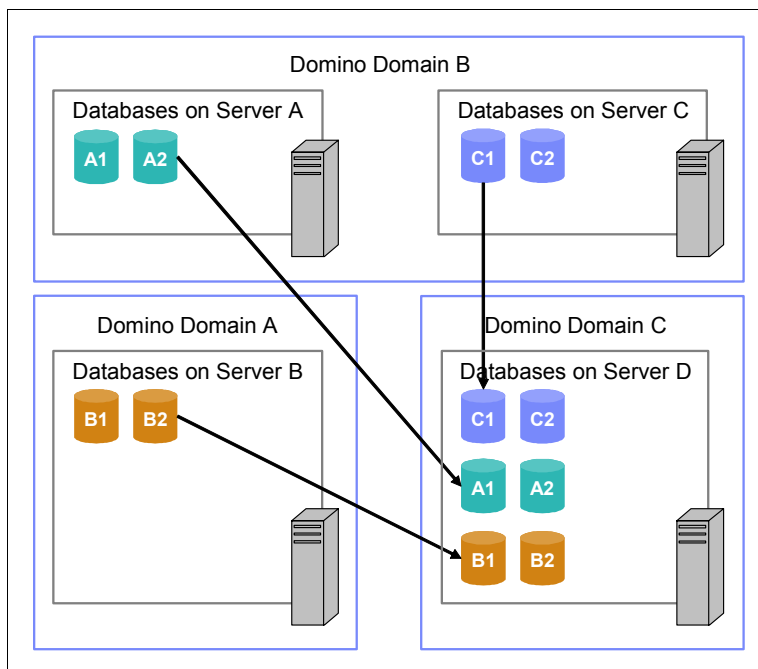 Domino Domain B
Databases on Server A
A1 A2
Databases on Server C
C1 C2
Domino Domain A
Databases on Server B
B1 B2
Domino Domain C
Databases on Server D
C1 C2
A1 A2
B1 B2